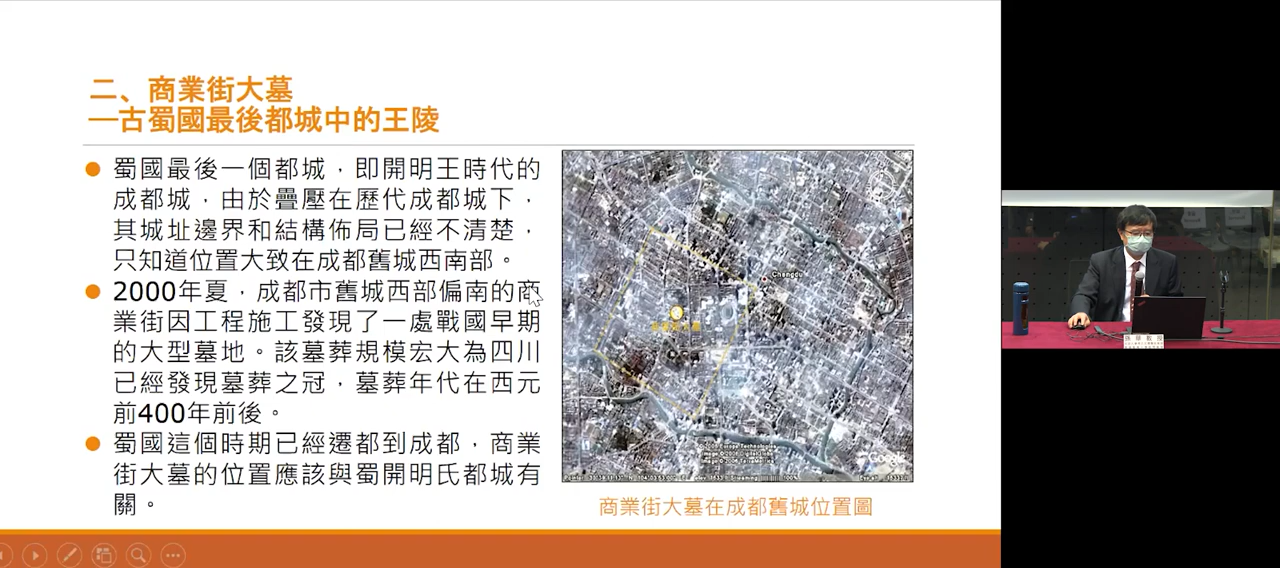 二、商業街大墓
—古蜀國最後都城中的王陵
蜀國最後一個都城，即開明王時代的
成都城，由於疊壓在歷代成都城下，
其城址邊界和結構佈局已經不清楚，
只知道位置大致在成都舊城西南部。
2000年夏，成都市舊城西部偏南的商
業街因工程施工發現了一處戰國早期
的大型墓地。該墓葬規模宏大為四川
已經發現墓葬之冠，墓葬年代在西元
前400年前後。
蜀國這個時期已經遷都到成都，商業
街大墓的位置應該與蜀開明氏都城有
關。
Chengdu
商業街大墓在成都舊城位置圖